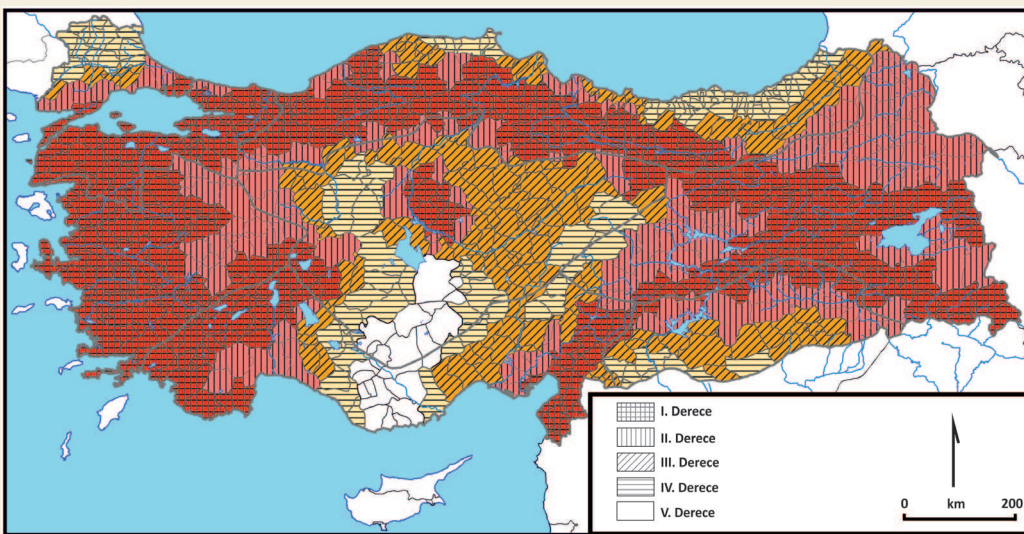 I. Derece
II. Derece
III. Derece
IV. Derece
V. Derece
0 km 200